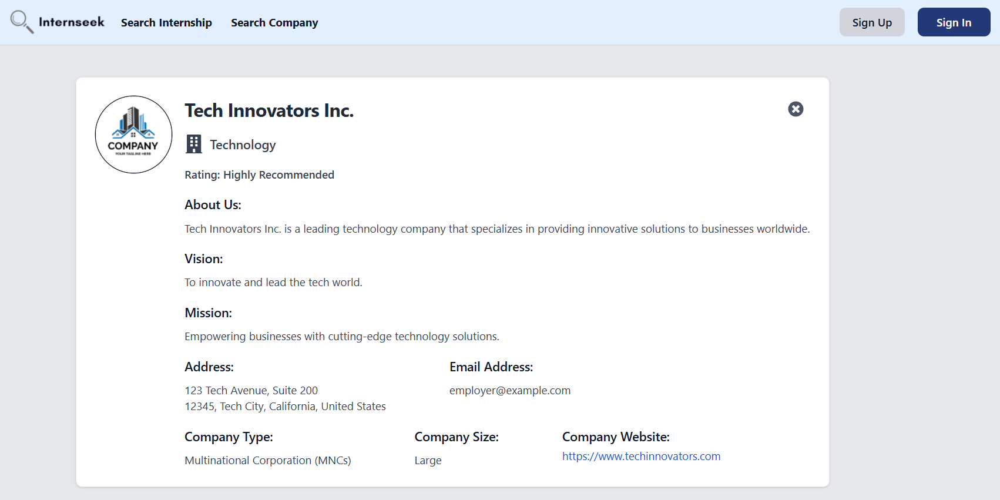 Internseek Search Internship Search Company Sign Up Sign In
Tech Innovators Inc.
COMPANY
YOUR TAGLINE HERE
Technology
Rating: Highly Recommended
About Us:
Tech Innovators Inc. is a leading technology company that specializes in providing innovative solutions to businesses worldwide.
Vision:
To innovate and lead the tech world.
Mission:
Empowering businesses with cutting-edge technology solutions.
Address:
123 Tech Avenue, Suite 200
12345, Tech City, California, United States
Email Address:
employer@example.com
Company Type:
Multinational Corporation (MNCs)
Company Size:
Large
Company Website:
https://www.techinnovators.com